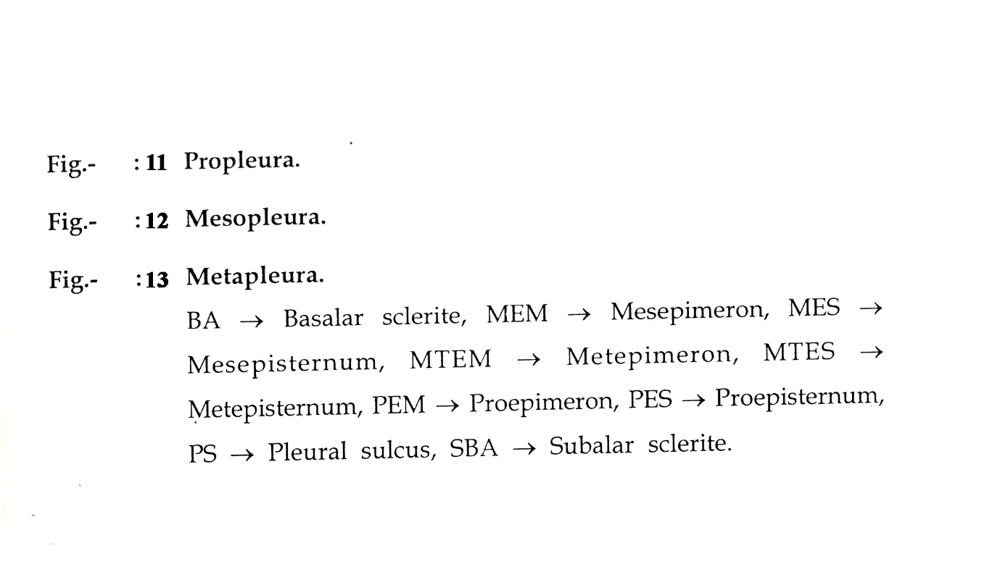 Fig.- : 11 Propleura.
Fig.- : 12 Mesopleura.
Fig.- : 13 Metapleura.
BA → Basalar sclerite, MEM → Mesepimeron, MES →
Mesepisternum, MTEM → Metepimeron, MTES →
Metepisternum, PEM → Proepimeron, PES → Proepisternum,
PS → Pleural sulcus, SBA → Subalar sclerite.